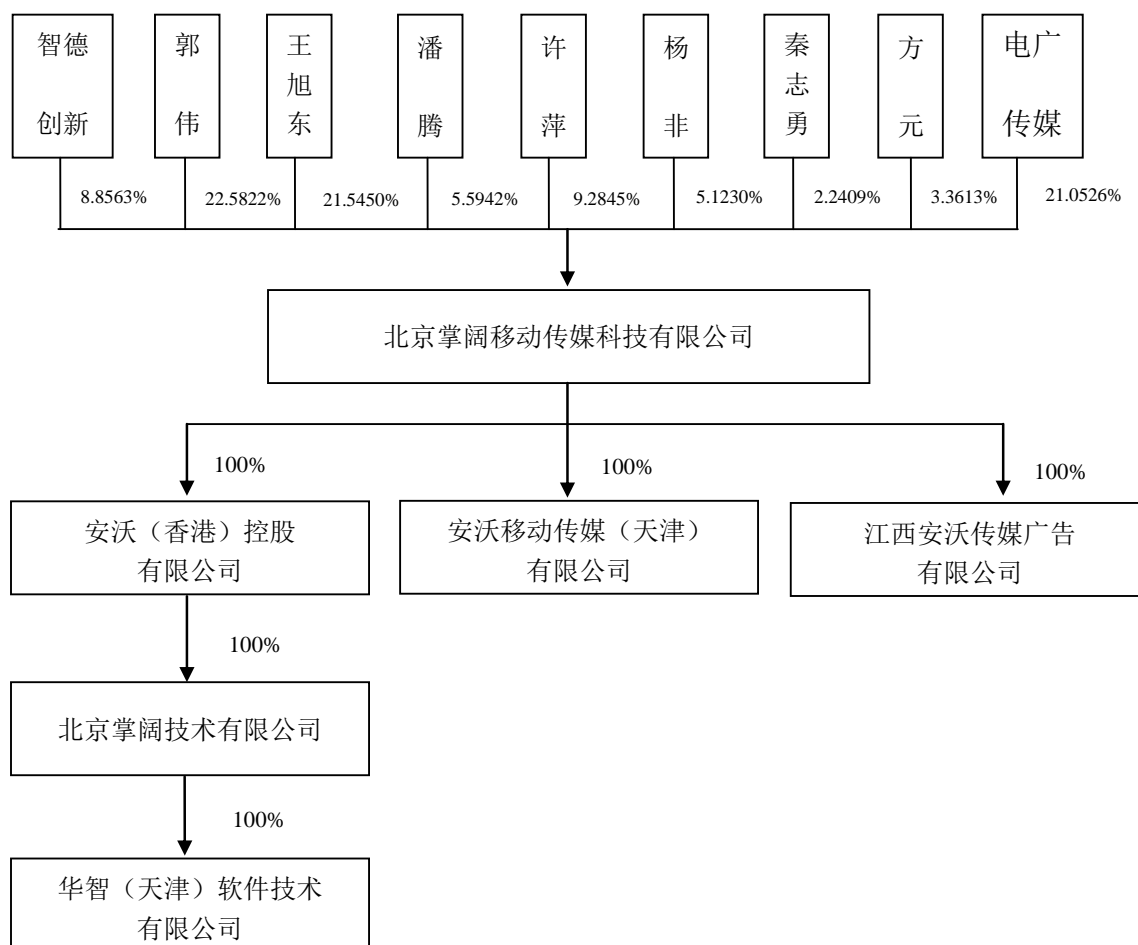 智德
创新
郭
伟
王
旭
东
潘
腾
许
萍
杨
非
秦
志
勇
方
元
电广
传媒
8.8563%
22.5822%
21.5450%
5.5942%
9.2845%
5.1230%
2.2409%
3.3613%
21.0526%
北京掌阔移动传媒科技有限公司
100%
100%
100%
安沃（香港）控股
有限公司
安沃移动传媒（天津）
有限公司
江西安沃传媒广告
有限公司
100%
北京掌阔技术有限公司
100%
华智（天津）软件技术
有限公司